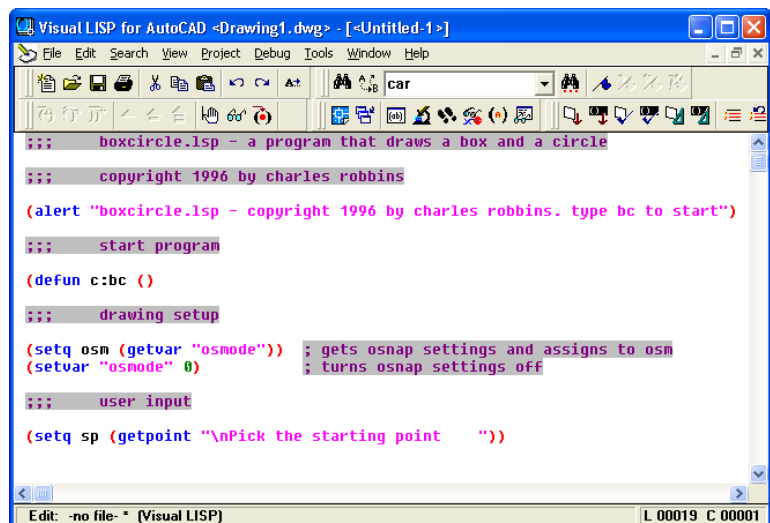 Visual LISP for AutoCAD <Drawing1.dwg> - [<Untitled-1>]
File Edit Search View Project Debug Tools Window Help
car
;;; boxcircle.lsp - a program that draws a box and a circle
;;; copyright 1996 by charles robbins
(alert "boxcircle.lsp - copyright 1996 by charles robbins. type bc to start")
;;; start program
(defun c:bc ()
;;; drawing setup
(setq osm (getvar "osmode")) ; gets osnap settings and assigns to osm
(setvar "osmode" 0) ; turns osnap settings off
;;; user input
(setq sp (getpoint "\nPick the starting point    "))
Edit: -no file- * (Visual LISP) L 00019 C 00001